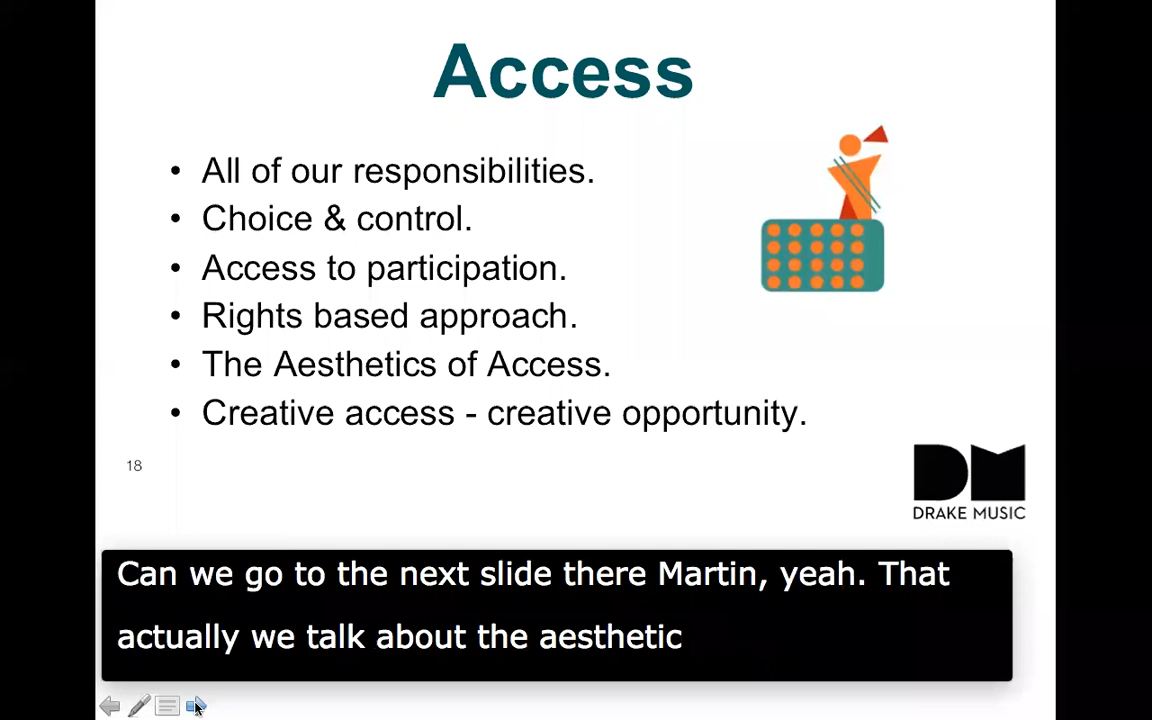 Access
• All of our responsibilities.
• Choice & control.
• Access to participation.
• Rights based approach.
• The Aesthetics of Access.
• Creative access - creative opportunity.
18
DM
DRAKE MUSIC
Can we go to the next slide there Martin, yeah. That
actually we talk about the aesthetic